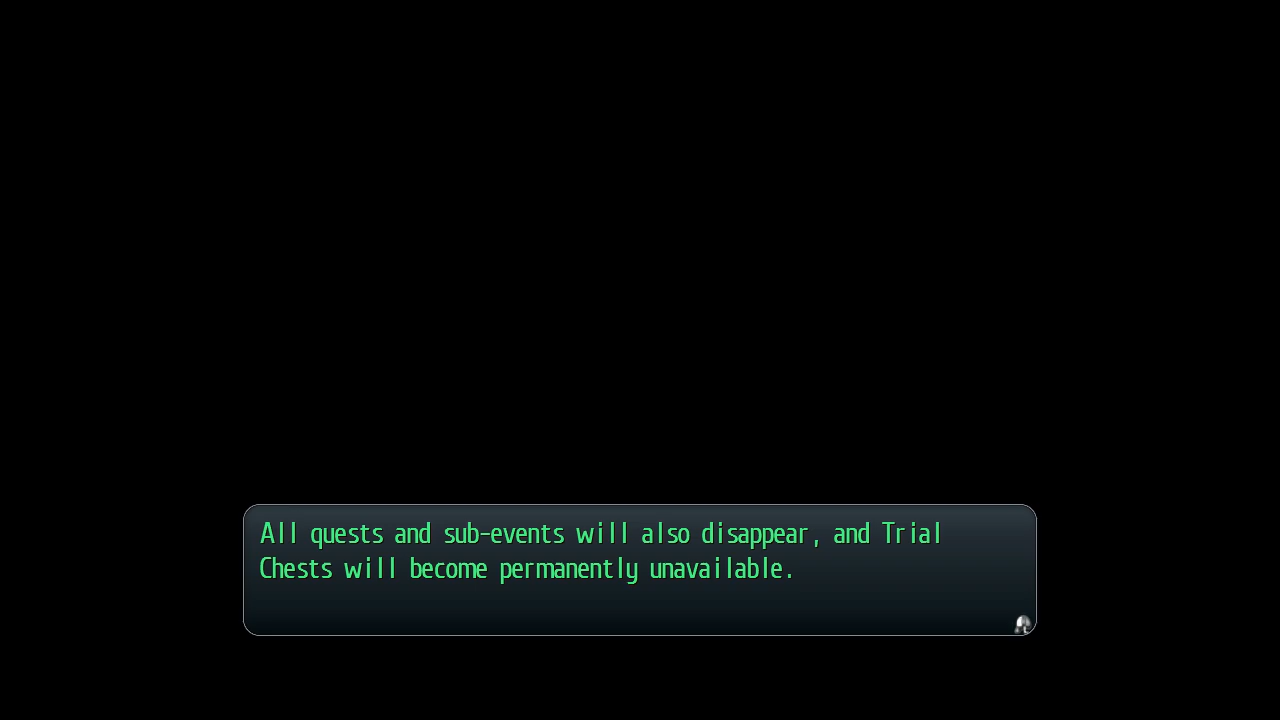 All quests and sub-events will also disappear, and Trial
Chests will become permanently unavailable.